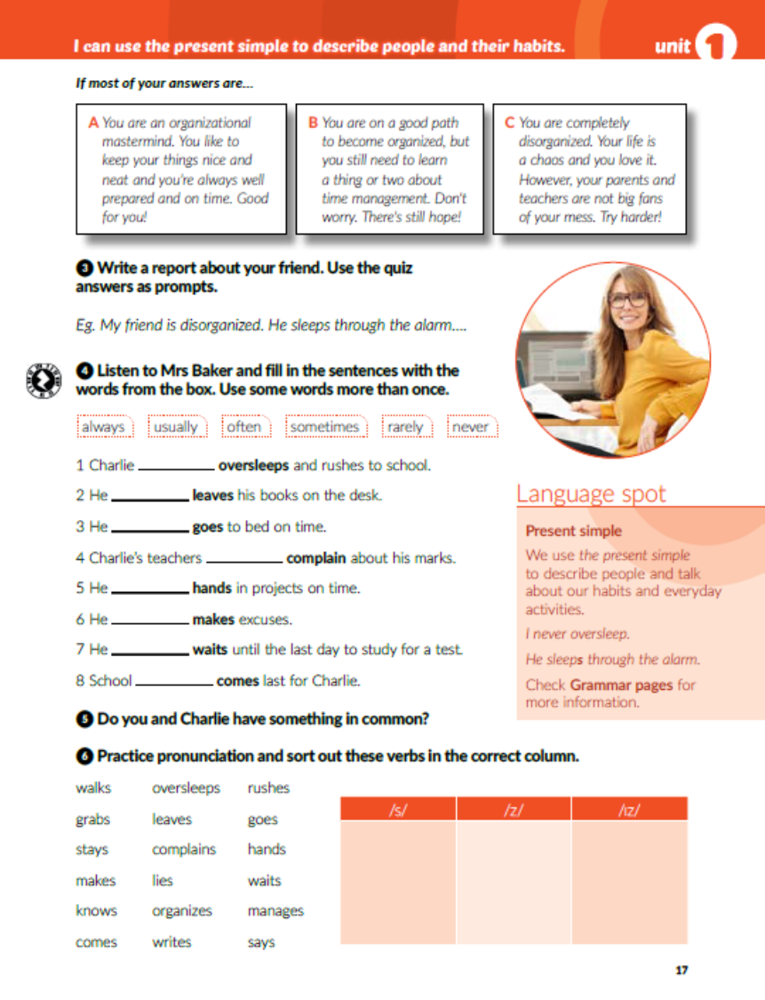 I can use the present simple to describe people and their habits.
unit 1
If most of your answers are...
A You are an organizational
mastermind. You like to
keep your things nice and
neat and you're always well
prepared and on time. Good
for you!
B You are on a good path
to become organized, but
you still need to learn
a thing or two about
time management. Don't
worry. There's still hope!
C You are completely
disorganized. Your life is
a chaos and you love it.
However, your parents and
teachers are not big fans
of your mess. Try harder!
3 Write a report about your friend. Use the quiz
answers as prompts.
Eg. My friend is disorganized. He sleeps through the alarm....
4 Listen to Mrs Baker and fill in the sentences with the
words from the box. Use some words more than once.
always usually often sometimes rarely never
1 Charlie __________ oversleeps and rushes to school.
2 He __________ leaves his books on the desk.
3 He __________ goes to bed on time.
4 Charlie's teachers __________ complain about his marks.
5 He __________ hands in projects on time.
6 He __________ makes excuses.
7 He __________ waits until the last day to study for a test.
8 School __________ comes last for Charlie.
Language spot
Present simple
We use the present simple
to describe people and talk
about our habits and everyday
activities.
I never oversleep.
He sleeps through the alarm.
Check Grammar pages for
more information.
5 Do you and Charlie have something in common?
6 Practice pronunciation and sort out these verbs in the correct column.
walks oversleeps rushes
grabs leaves goes
stays complains hands
makes lies waits
knows organizes manages
comes writes says
/s/ /z/ /ɪz/
17